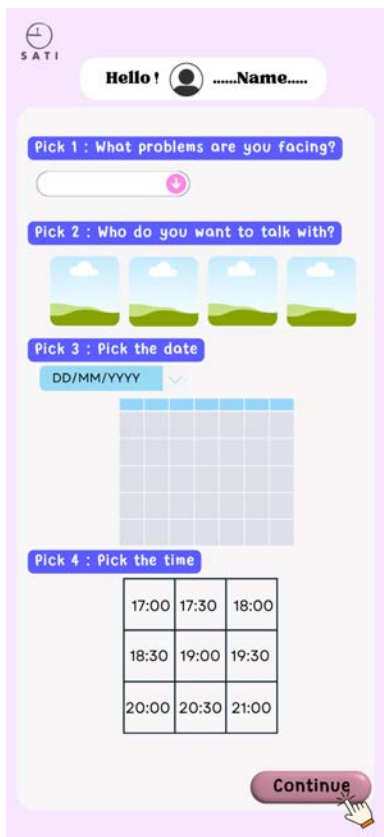 SATI
Hello ! ......Name.....
Pick 1 : What problems are you facing?
Pick 2 : Who do you want to talk with?
Pick 3 : Pick the date
DD/MM/YYYY
Pick 4 : Pick the time
17:00 17:30 18:00
18:30 19:00 19:30
20:00 20:30 21:00
Continue